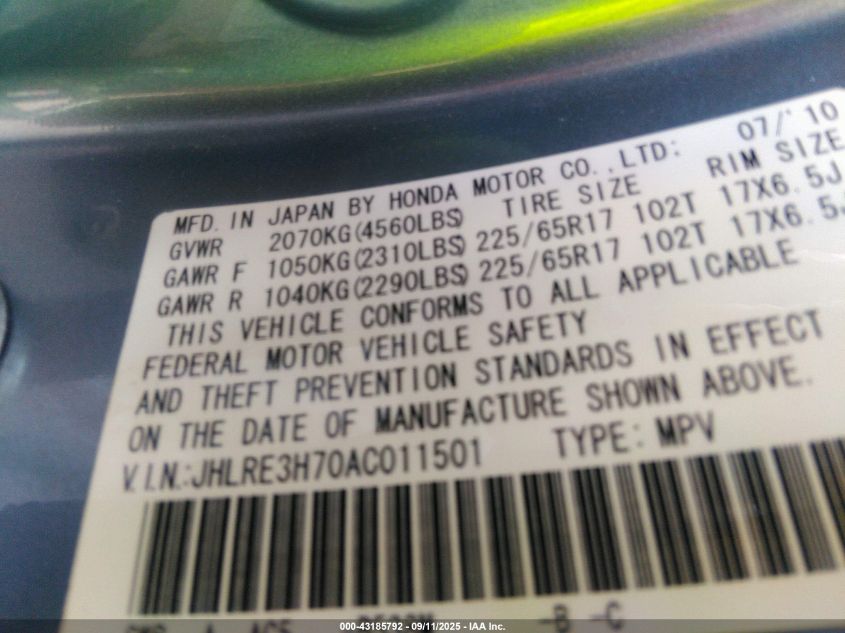 MFD. IN JAPAN BY HONDA MOTOR CO., LTD: 07/'10
GVWR 2070KG(4560LBS) TIRE SIZE RIM SIZE
GAWR F 1050KG(2310LBS) 225/65R17 102T 17X6.5J
GAWR R 1040KG(2290LBS) 225/65R17 102T 17X6.5J
THIS VEHICLE CONFORMS TO ALL APPLICABLE
FEDERAL MOTOR VEHICLE SAFETY
AND THEFT PREVENTION STANDARDS IN EFFECT
ON THE DATE OF MANUFACTURE SHOWN ABOVE.
V.I.N.:JHLRE3H70AC011501 TYPE: MPV
-B -C
000-43185792 - 09/11/2025 - IAA Inc.